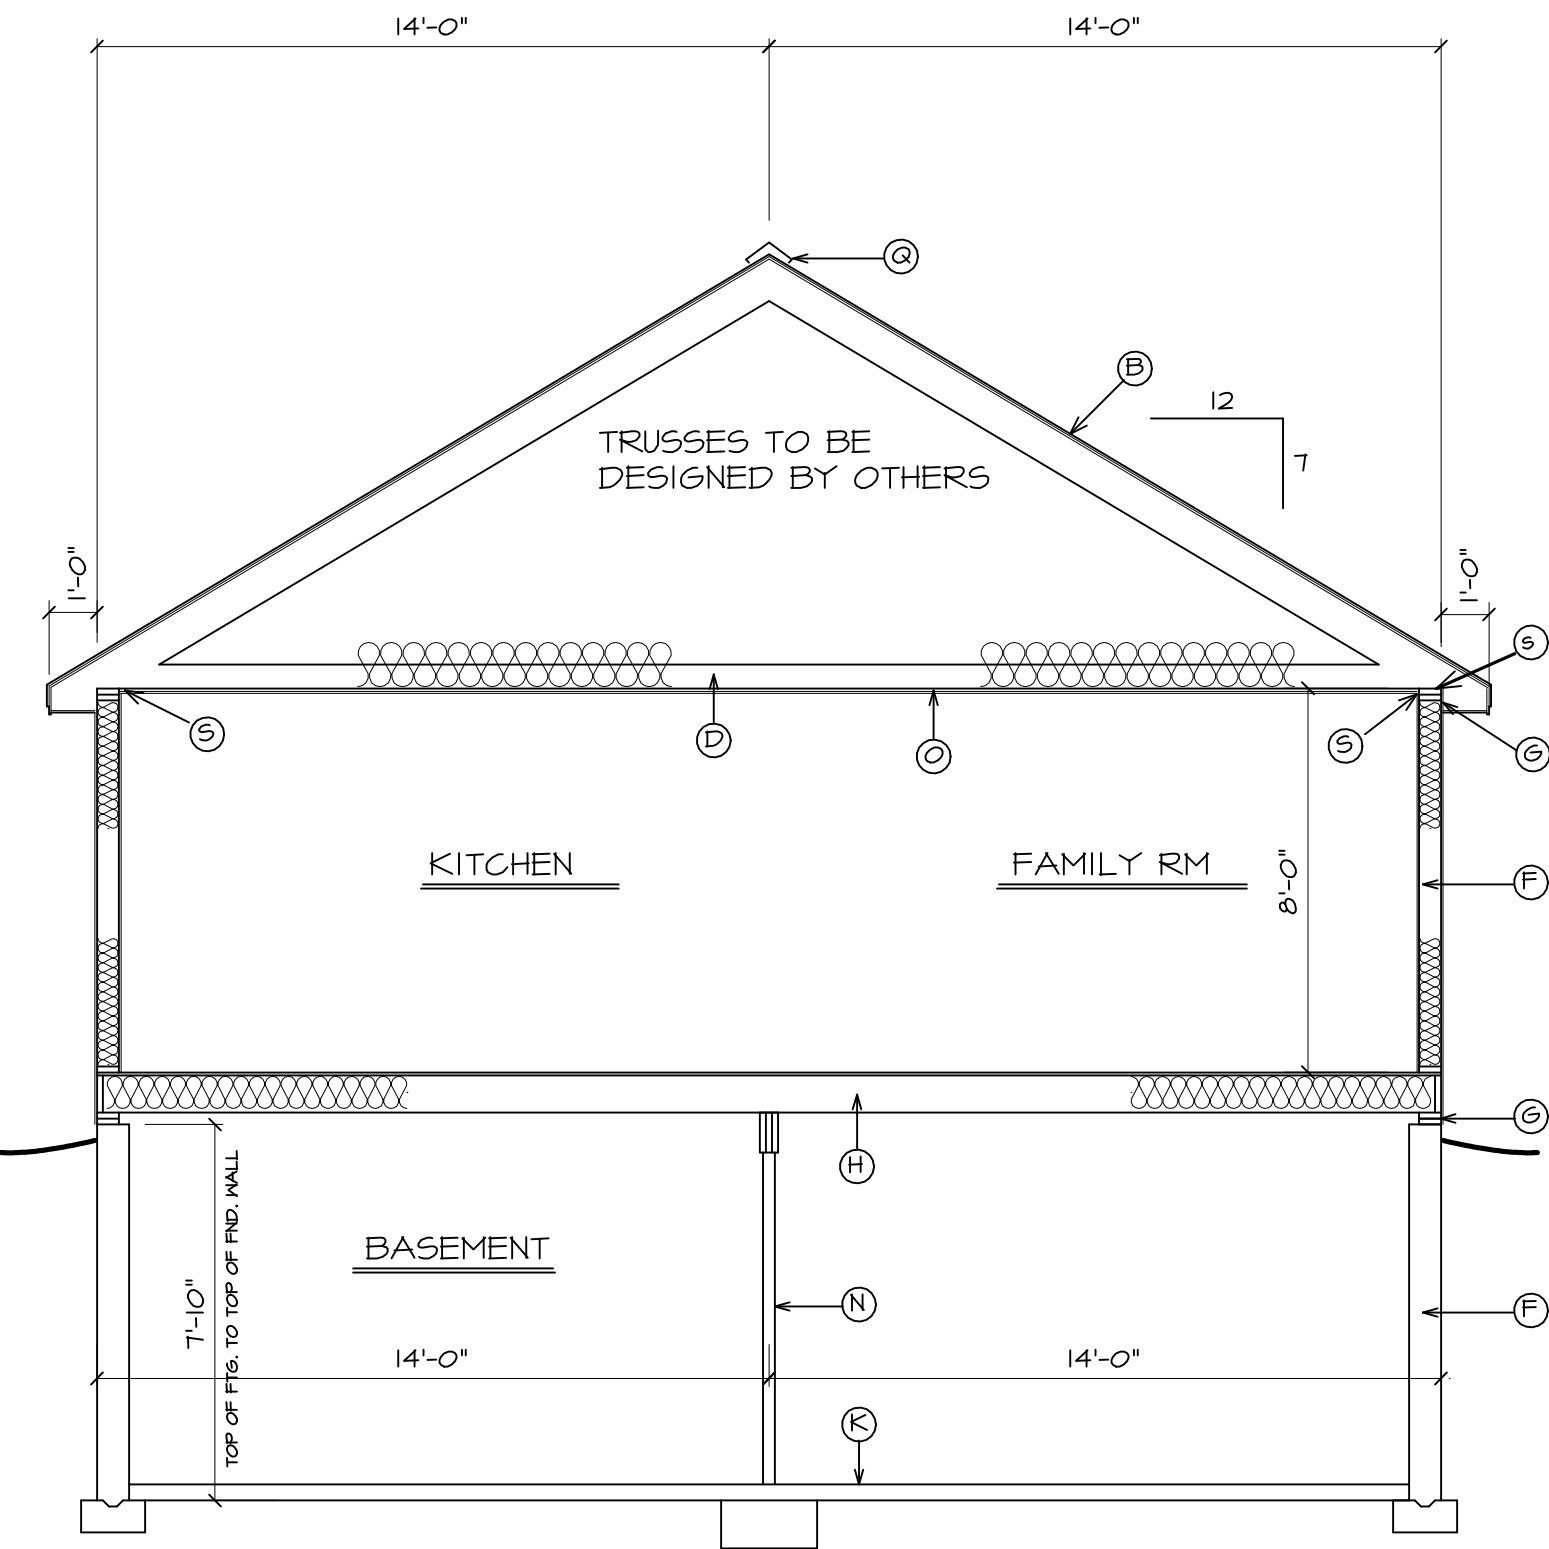 14'-0" 14'-0"
Q
B
12
7
TRUSSES TO BE
DESIGNED BY OTHERS
1'-0" 1'-0"
S
S D O S G
KITCHEN FAMILY RM
8'-0"
F
G
H
TOP OF FTG. TO TOP OF FND. WALL
BASEMENT
7'-10"
N F
14'-0" 14'-0"
K